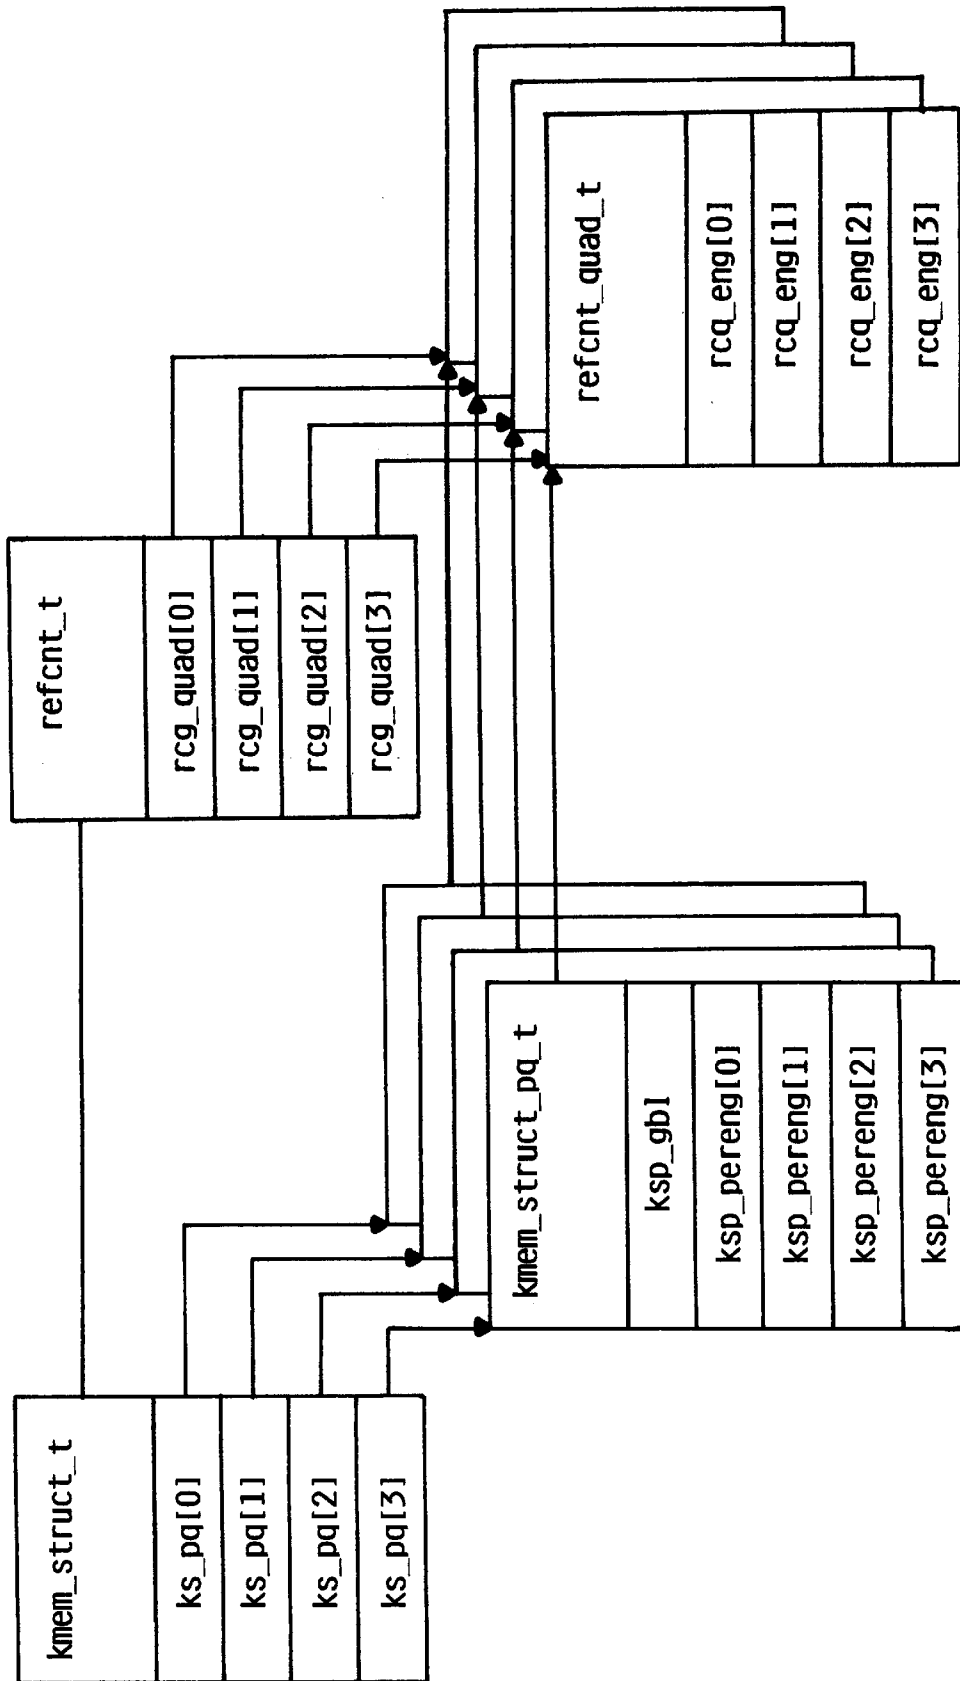 kmem_struct_t
ks_pq[0]
ks_pq[1]
ks_pq[2]
ks_pq[3]
refcnt_t
rcg_quad[0]
rcg_quad[1]
rcg_quad[2]
rcg_quad[3]
kmem_struct_pq_t
ksp_gbl
ksp_pereng[0]
ksp_pereng[1]
ksp_pereng[2]
ksp_pereng[3]
refcnt_quad_t
rcq_eng[0]
rcq_eng[1]
rcq_eng[2]
rcq_eng[3]